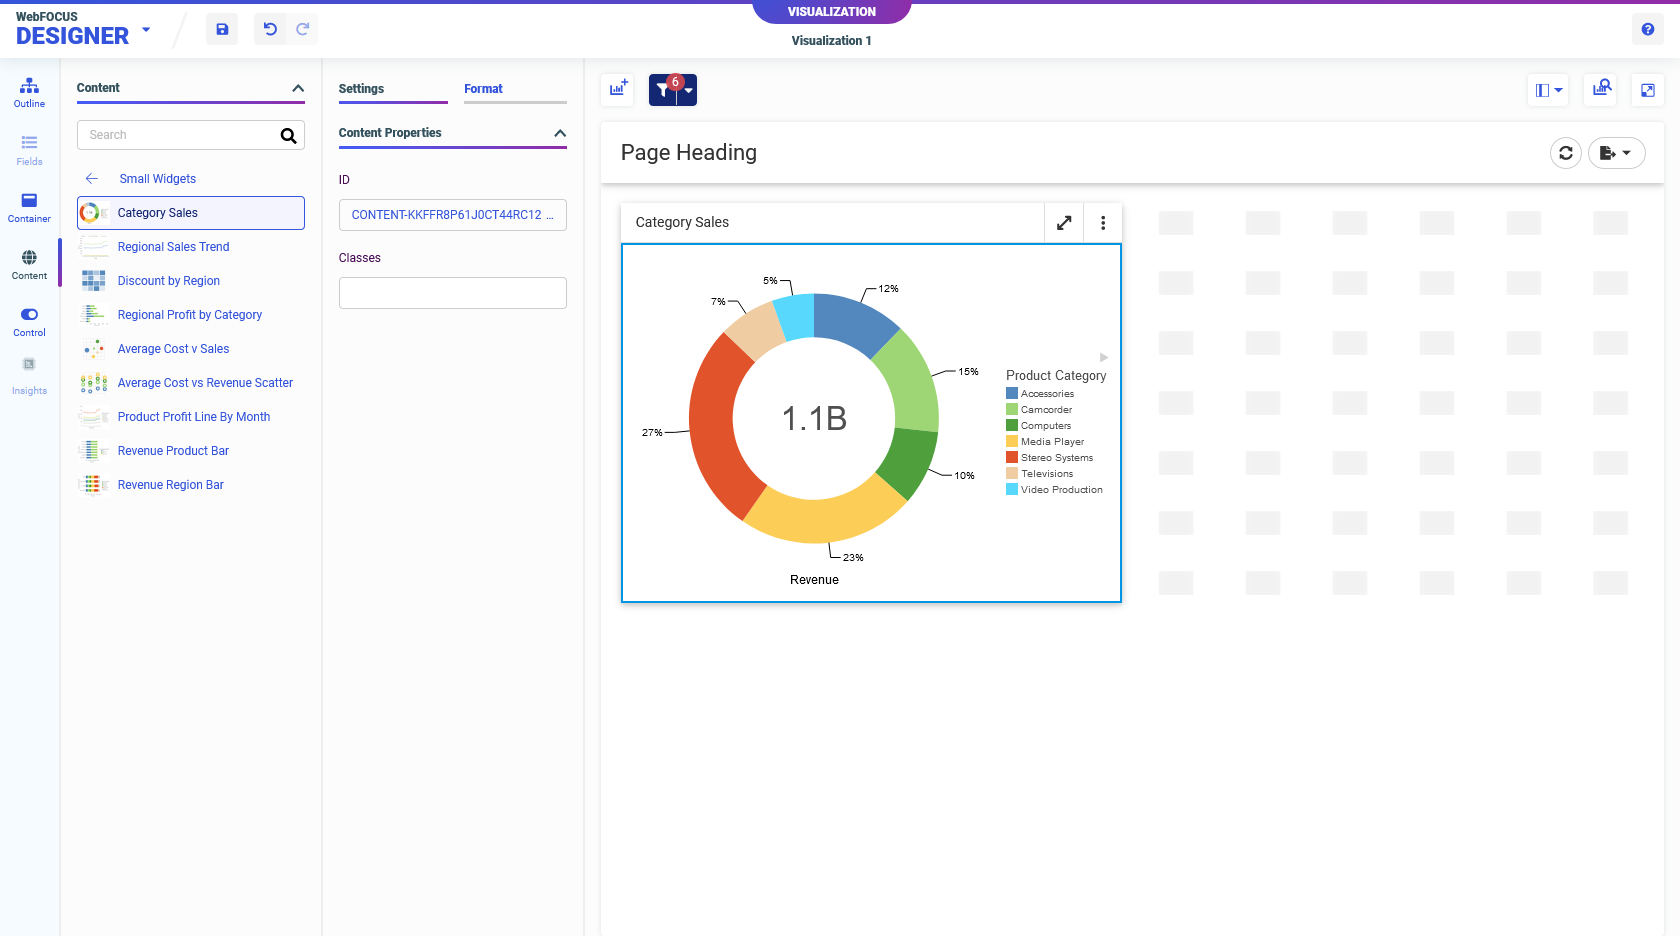 WebFOCUS
DESIGNER
VISUALIZATION
Visualization 1
Outline
Fields
Container
Content
Control
Insights
Content
Search
Small Widgets
Category Sales
Regional Sales Trend
Discount by Region
Regional Profit by Category
Average Cost v Sales
Average Cost vs Revenue Scatter
Product Profit Line By Month
Revenue Product Bar
Revenue Region Bar
Settings
Format
Content Properties
ID
CONTENT-KKFFR8P61J0CT44RC12 ...
Classes
6
Page Heading
Category Sales
5%
12%
7%
15%
27%
1.1B
10%
23%
Revenue
Product Category
Accessories
Camcorder
Computers
Media Player
Stereo Systems
Televisions
Video Production